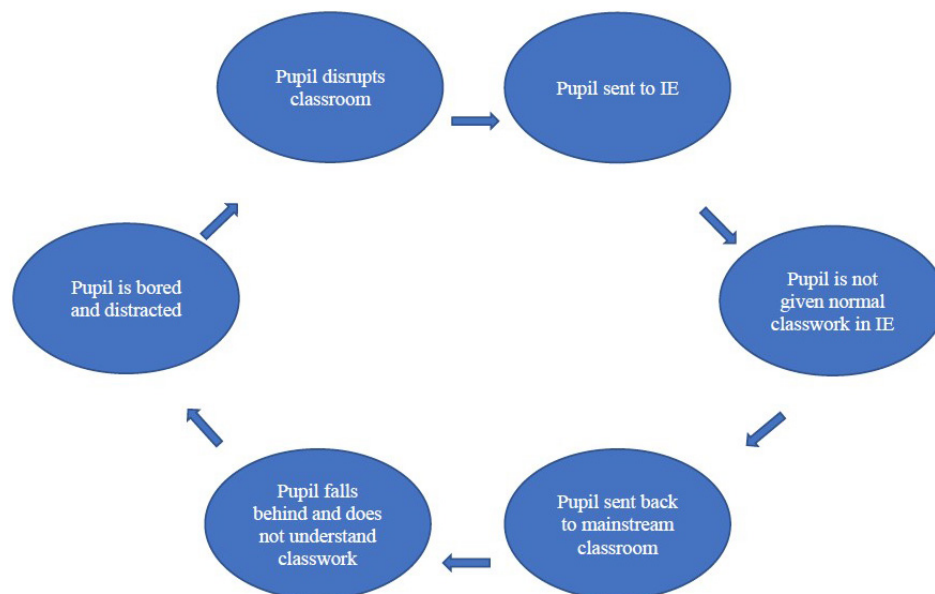 Pupil disrupts
classroom
Pupil sent to IE
Pupil is not
given normal
classwork in IE
Pupil sent back
to mainstream
classroom
Pupil falls
behind and does
not understand
classwork
Pupil is bored
and distracted